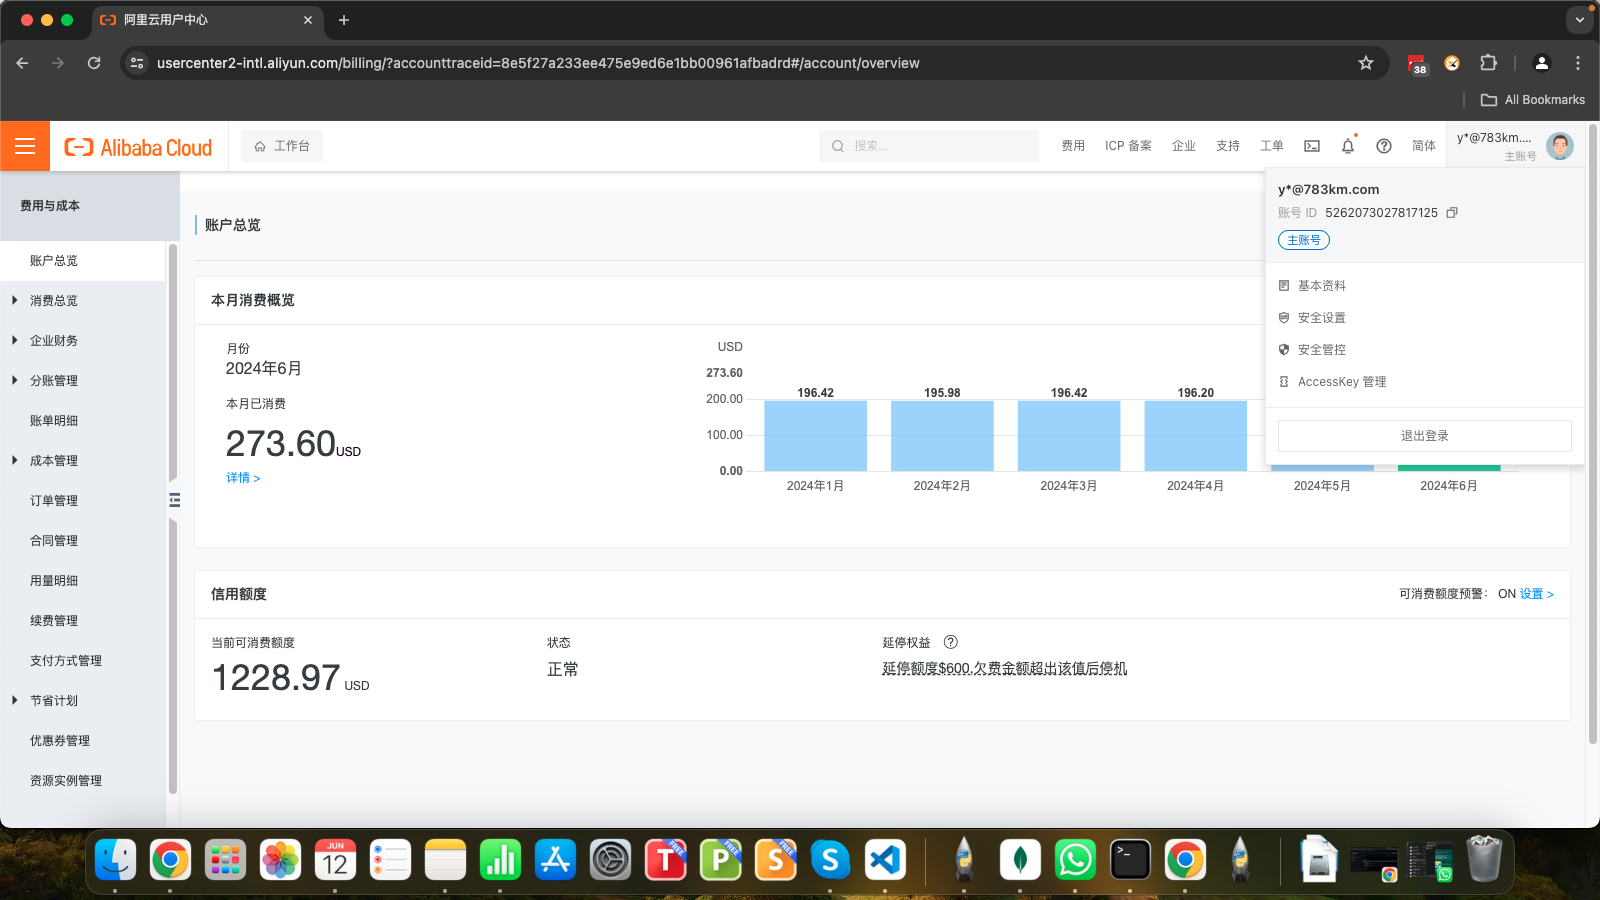 阿里云用户中心
usercenter2-intl.aliyun.com/billing/?accounttraceid=8e5f27a233ee475e9ed6e1bb00961afbadrd#/account/overview
38
All Bookmarks
Alibaba Cloud
工作台
搜索...
费用
ICP 备案
企业
支持
工单
简体
y*@783km....
主账号
y*@783km.com
账号 ID 5262073027817125
主账号
基本资料
安全设置
安全管控
AccessKey 管理
退出登录
费用与成本
账户总览
消费总览
企业财务
分账管理
账单明细
成本管理
订单管理
合同管理
用量明细
续费管理
支付方式管理
节省计划
优惠券管理
资源实例管理
账户总览
本月消费概览
月份
2024年6月
本月已消费
273.60USD
详情 >
USD
273.60
200.00
100.00
0.00
196.42
195.98
196.42
196.20
2024年1月
2024年2月
2024年3月
2024年4月
2024年5月
2024年6月
信用额度
可消费额度预警： ON 设置 >
当前可消费额度
1228.97 USD
状态
正常
延停权益
延停额度$600,欠费金额超出该值后停机
JUN
12
T
FREE
P
FREE
S
FREE
S